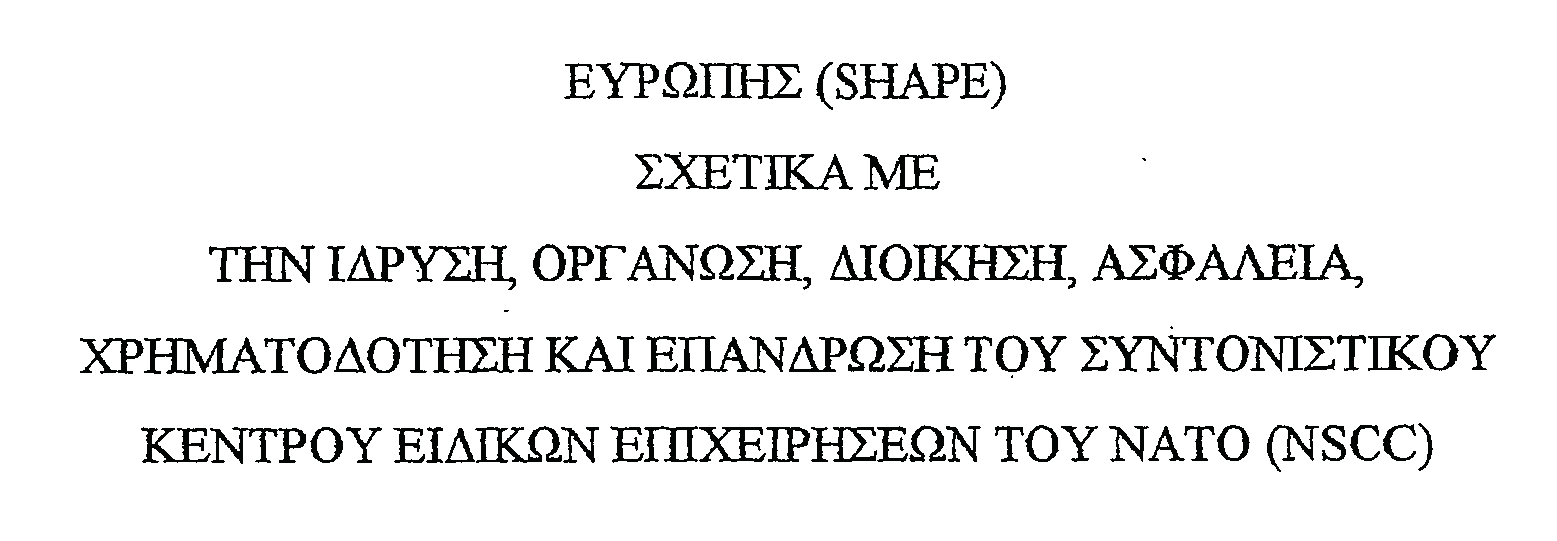 ΕΥΡΩΠΗΣ (SHAPE)
ΣΧΕΤΙΚΑ ΜΕ
ΤΗΝ ΙΔΡΥΣΗ, ΟΡΓΑΝΩΣΗ, ΔΙΟΙΚΗΣΗ, ΑΣΦΑΛΕΙΑ,
ΧΡΗΜΑΤΟΔΟΤΗΣΗ ΚΑΙ ΕΠΑΝΔΡΩΣΗ ΤΟΥ ΣΥΝΤΟΝΙΣΤΙΚΟΥ
ΚΕΝΤΡΟΥ ΕΙΔΙΚΩΝ ΕΠΙΧΕΙΡΗΣΕΩΝ ΤΟΥ ΝΑΤΟ (NSCC)